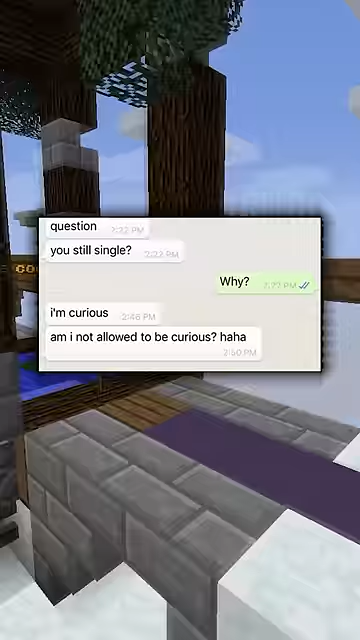 question 2:22 PM
you still single? 2:22 PM
Why?
i'm curious 2:46 PM
am i not allowed to be curious? haha
2:50 PM